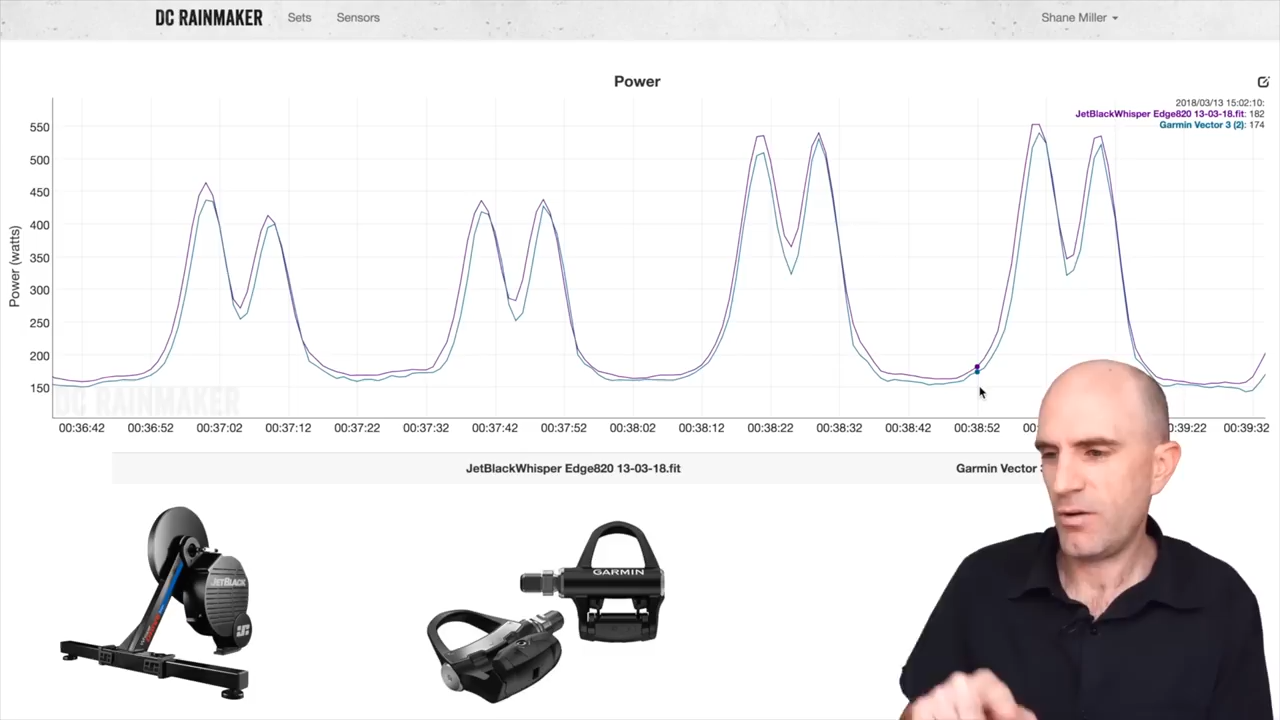 DC RAINMAKER
Sets
Sensors
Shane Miller
Power
2018/03/13 15:02:10:
JetBlackWhisper Edge820 13-03-18.fit: 182
Garmin Vector 3 (2): 174
550
500
450
400
350
300
250
200
150
Power (watts)
DC RAINMAKER
00:36:42 00:36:52 00:37:02 00:37:12 00:37:22 00:37:32 00:37:42 00:37:52 00:38:02 00:38:12 00:38:22 00:38:32 00:38:42 00:38:52 00:39:32
JetBlackWhisper Edge820 13-03-18.fit
Garmin Vector
JETBLACK
GARMIN